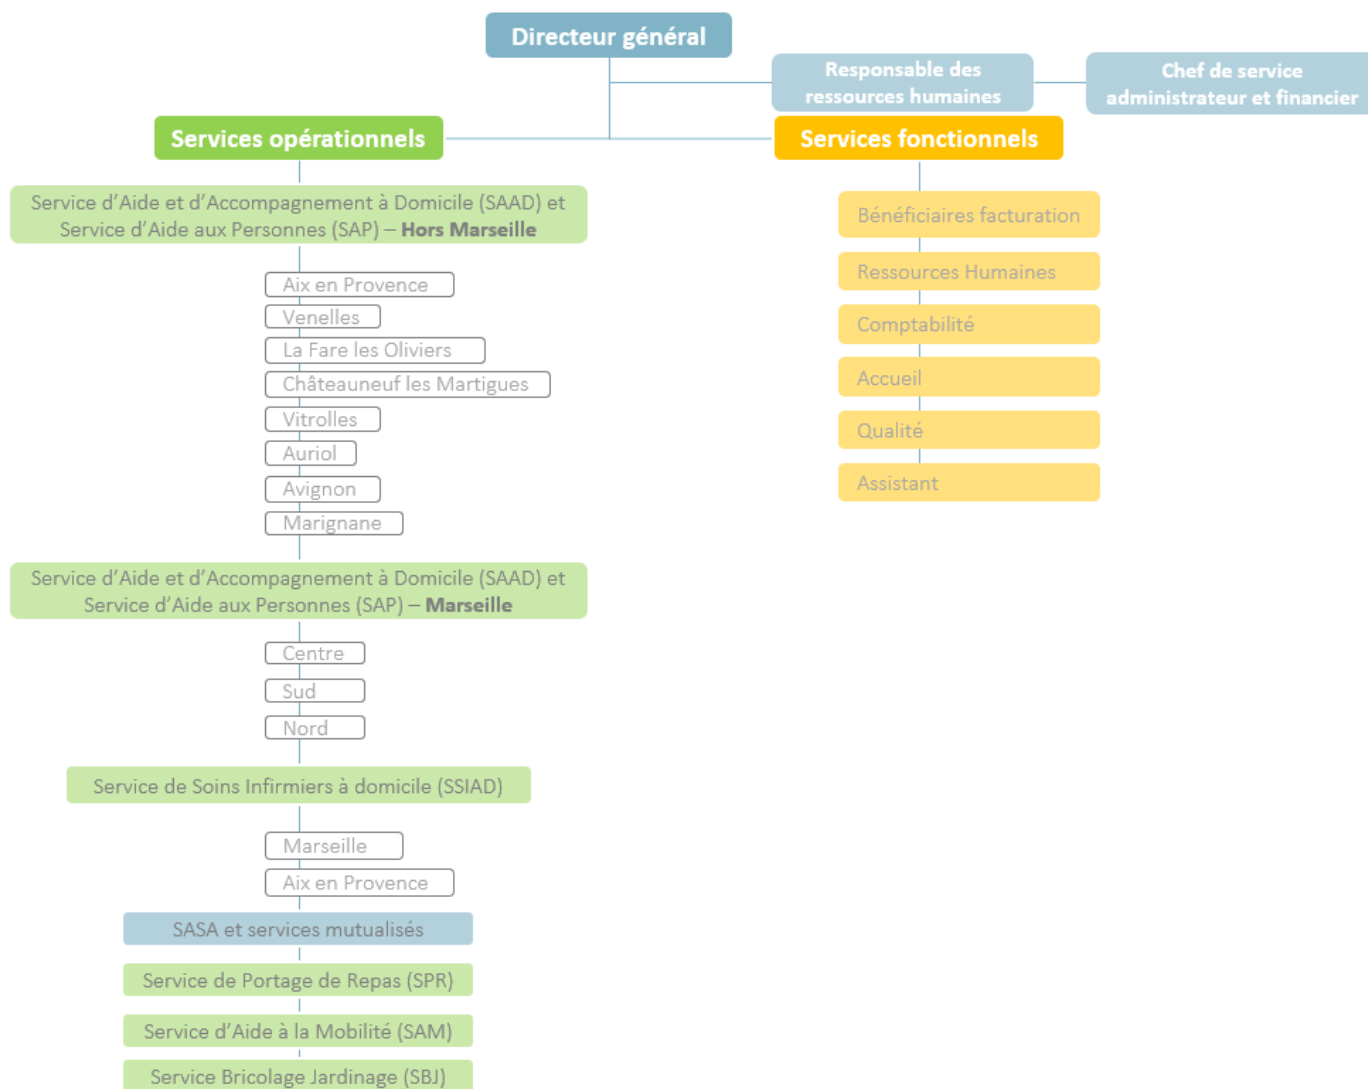 Directeur général
Responsable des
ressources humaines
Chef de service
administrateur et financier
Services opérationnels
Services fonctionnels
Service d’Aide et d’Accompagnement à Domicile (SAAD) et
Service d’Aide aux Personnes (SAP) – Hors Marseille
Aix en Provence
Venelles
La Fare les Oliviers
Châteauneuf les Martigues
Vitrolles
Auriol
Avignon
Marignane
Service d’Aide et d’Accompagnement à Domicile (SAAD) et
Service d’Aide aux Personnes (SAP) – Marseille
Centre
Sud
Nord
Service de Soins Infirmiers à domicile (SSIAD)
Marseille
Aix en Provence
SASA et services mutualisés
Service de Portage de Repas (SPR)
Service d’Aide à la Mobilité (SAM)
Service Bricolage Jardinage (SBJ)
Bénéficiaires facturation
Ressources Humaines
Comptabilité
Accueil
Qualité
Assistant